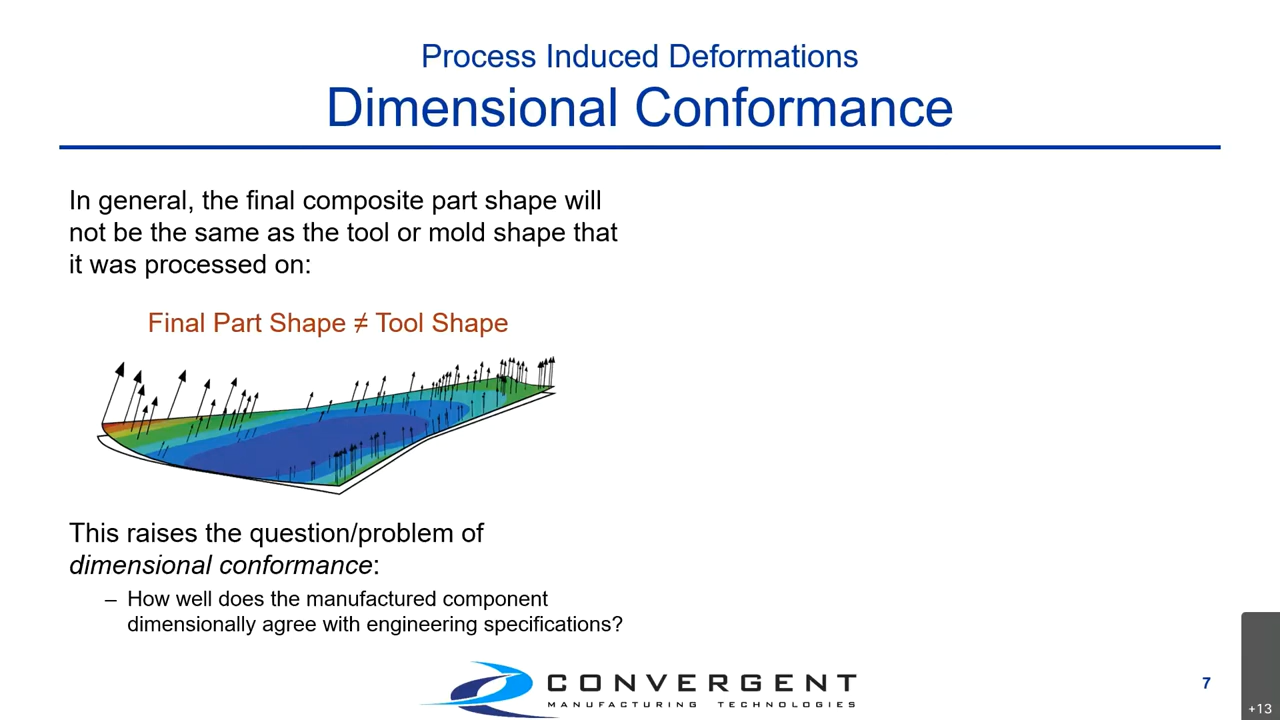 Process Induced Deformations
Dimensional Conformance
In general, the final composite part shape will
not be the same as the tool or mold shape that
it was processed on:
Final Part Shape ≠ Tool Shape
This raises the question/problem of
dimensional conformance:
– How well does the manufactured component
dimensionally agree with engineering specifications?
CONVERGENT
MANUFACTURING TECHNOLOGIES
7
+13